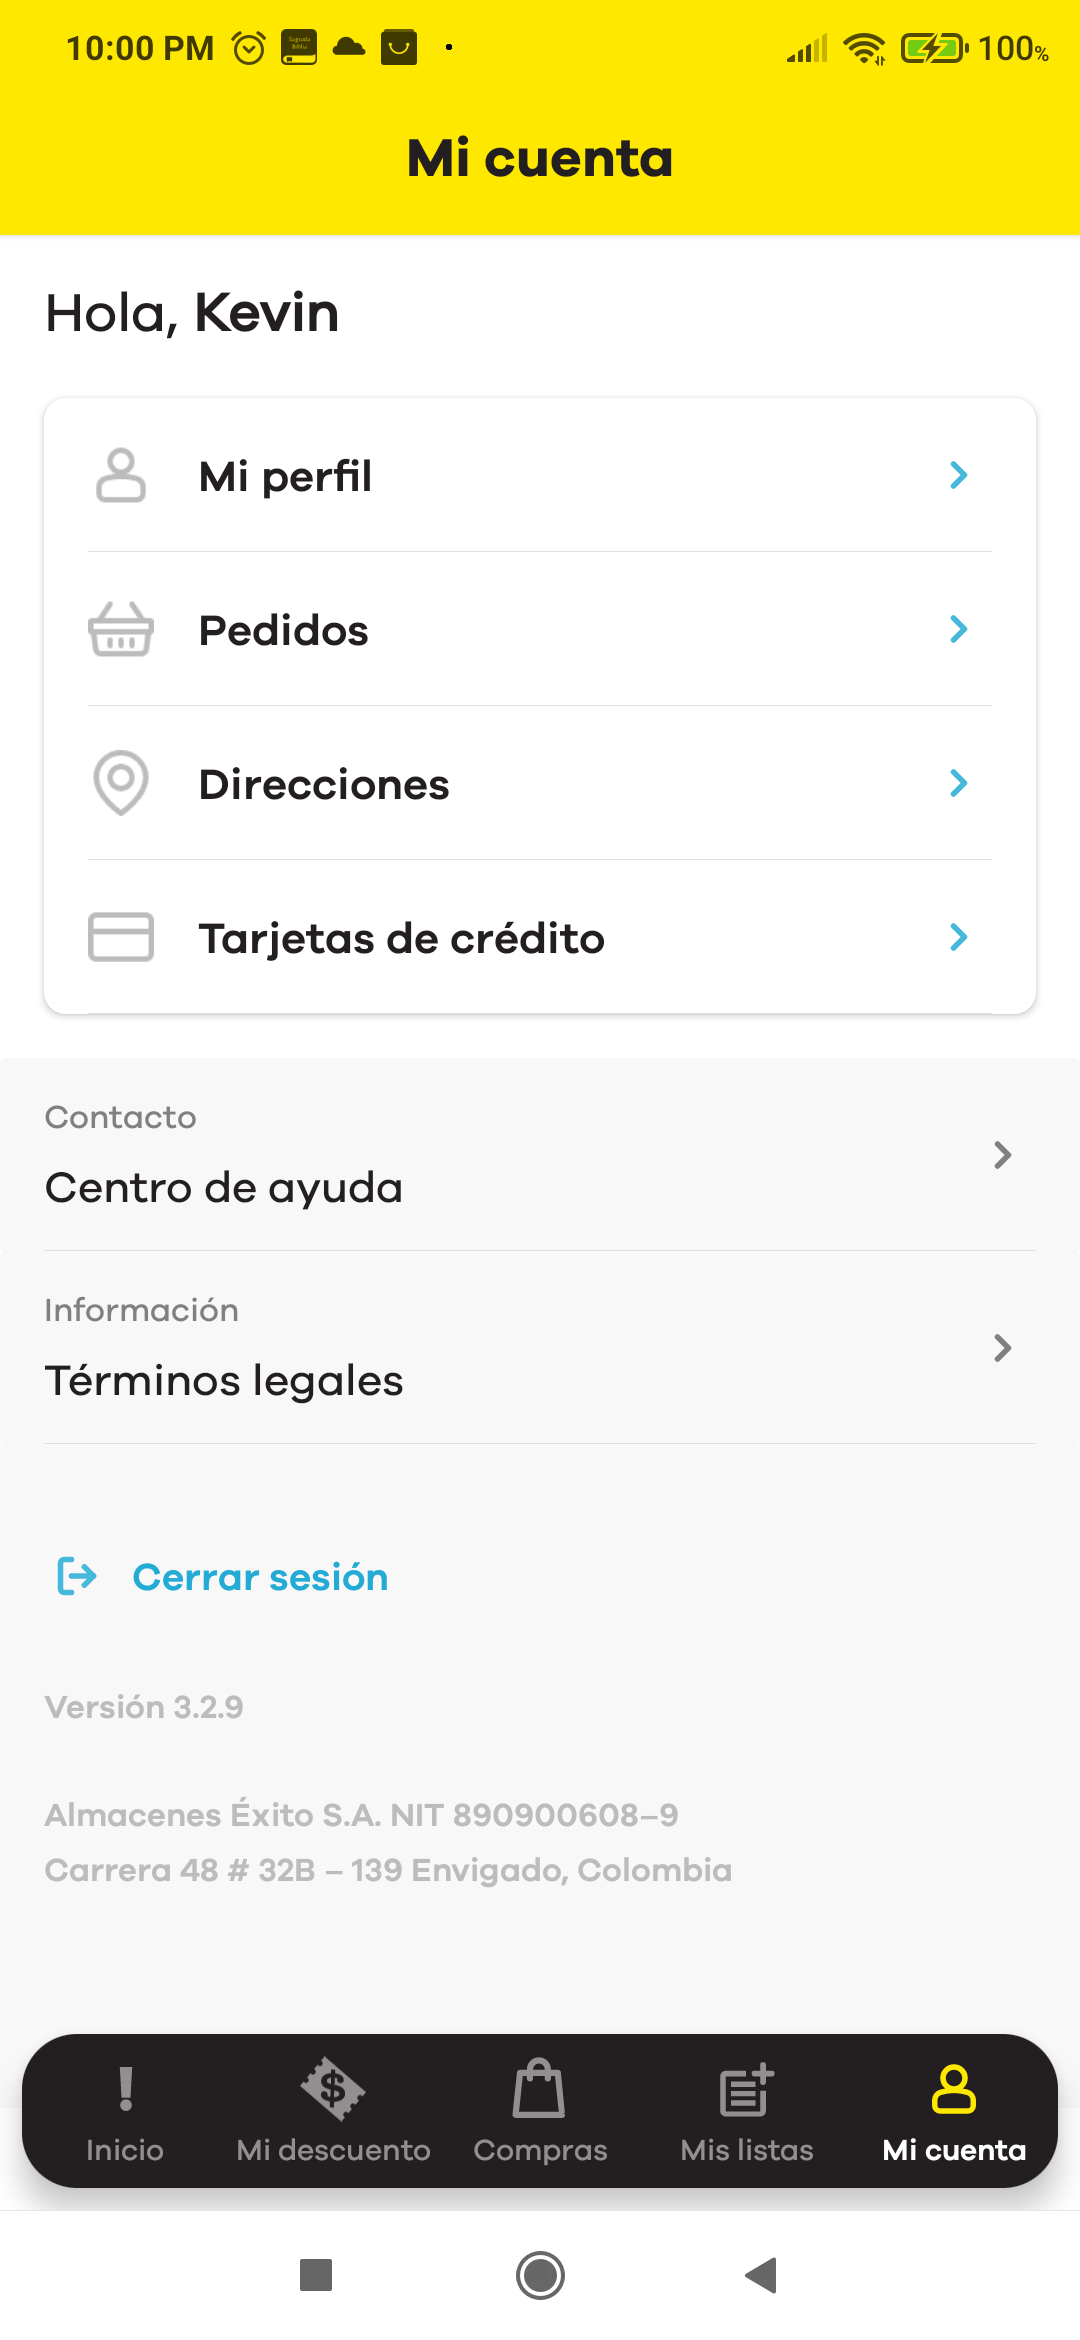 10:00 PM
100%
Mi cuenta
Hola, Kevin
Mi perfil
Pedidos
Direcciones
Tarjetas de crédito
Contacto
Centro de ayuda
Información
Términos legales
Cerrar sesión
Versión 3.2.9
Almacenes Éxito S.A. NIT 890900608–9
Carrera 48 # 32B – 139 Envigado, Colombia
Inicio
Mi descuento
Compras
Mis listas
Mi cuenta